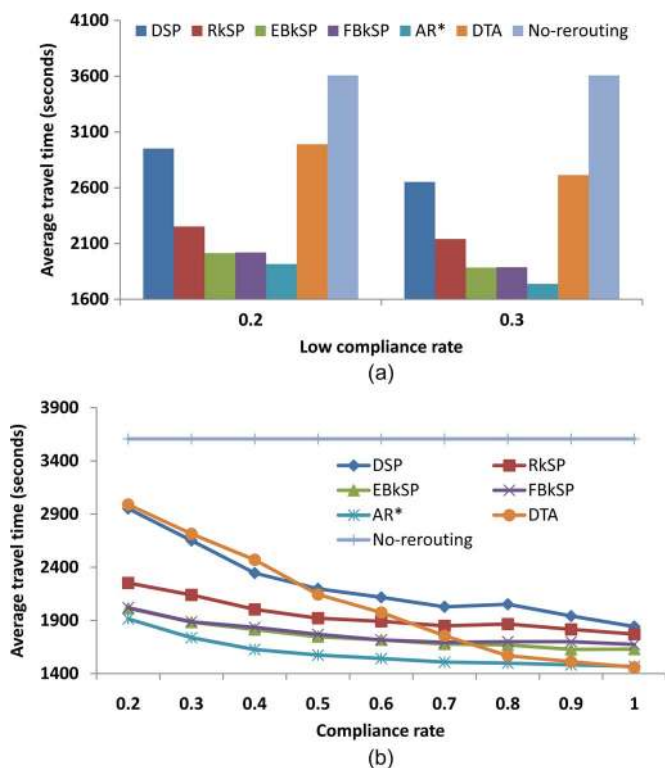 4100
DSP RkSP EBkSP FBkSP AR* DTA No-rerouting
3600
3100
2600
2100
1600
Average travel time (seconds)
0.2 0.3
Low compliance rate
(a)
3900
3400
2900
2400
1900
1400
Average travel time (seconds)
DSP RkSP
EBkSP FBkSP
AR* DTA
No-rerouting
0.2 0.3 0.4 0.5 0.6 0.7 0.8 0.9 1
Compliance rate
(b)